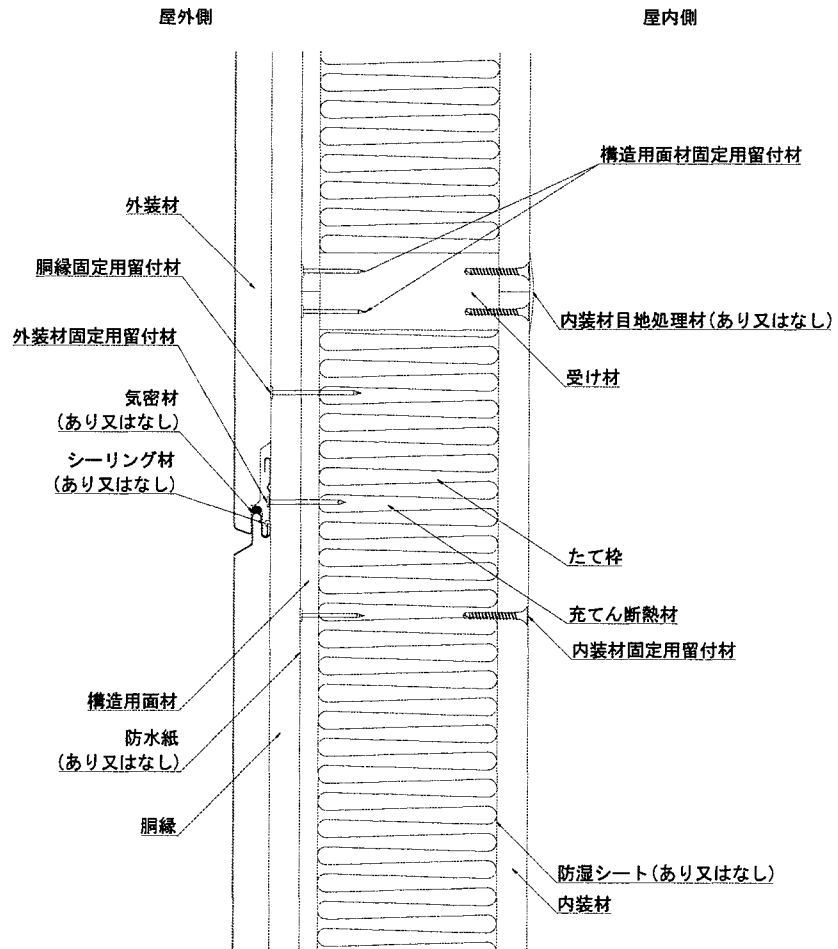 屋外側
屋内側
構造用面材固定用留付材
外装材
胴縁固定用留付材
内装材目地処理材(あり又はなし)
外装材固定用留付材
受け材
気密材
(あり又はなし)
シーリング材
(あり又はなし)
たて枠
充てん断熱材
内装材固定用留付材
構造用面材
防水紙
(あり又はなし)
胴縁
防湿シート(あり又はなし)
内装材